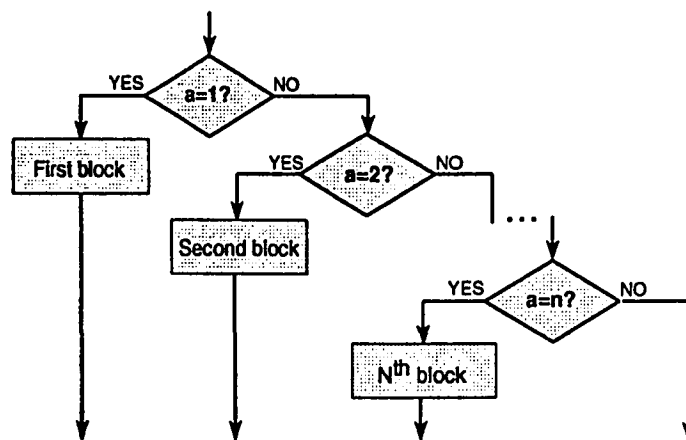 YES
a=1?
NO
First block
YES
a=2?
NO
Second block
...
YES
a=n?
NO
Nth block